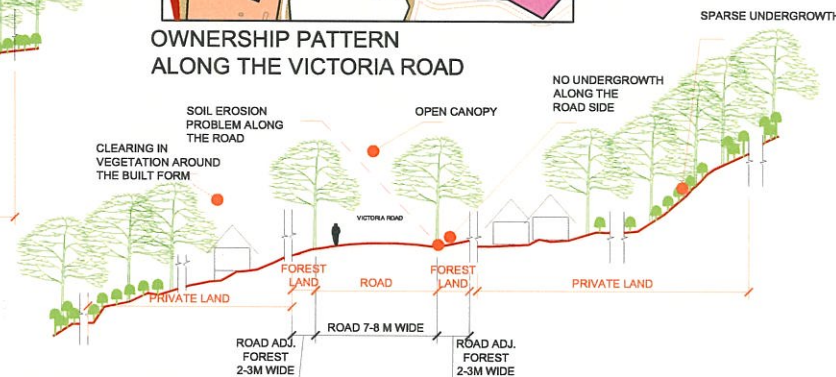 OWNERSHIP PATTERN
ALONG THE VICTORIA ROAD
SPARSE UNDERGROWTH
NO UNDERGROWTH
ALONG THE
ROAD SIDE
SOIL EROSION
PROBLEM ALONG
THE ROAD
OPEN CANOPY
CLEARING IN
VEGETATION AROUND
THE BUILT FORM
VICTORIA ROAD
FOREST
LAND
ROAD
FOREST
LAND
PRIVATE LAND
PRIVATE LAND
ROAD 7-8 M WIDE
ROAD ADJ.
FOREST
2-3M WIDE
ROAD ADJ.
FOREST
2-3M WIDE